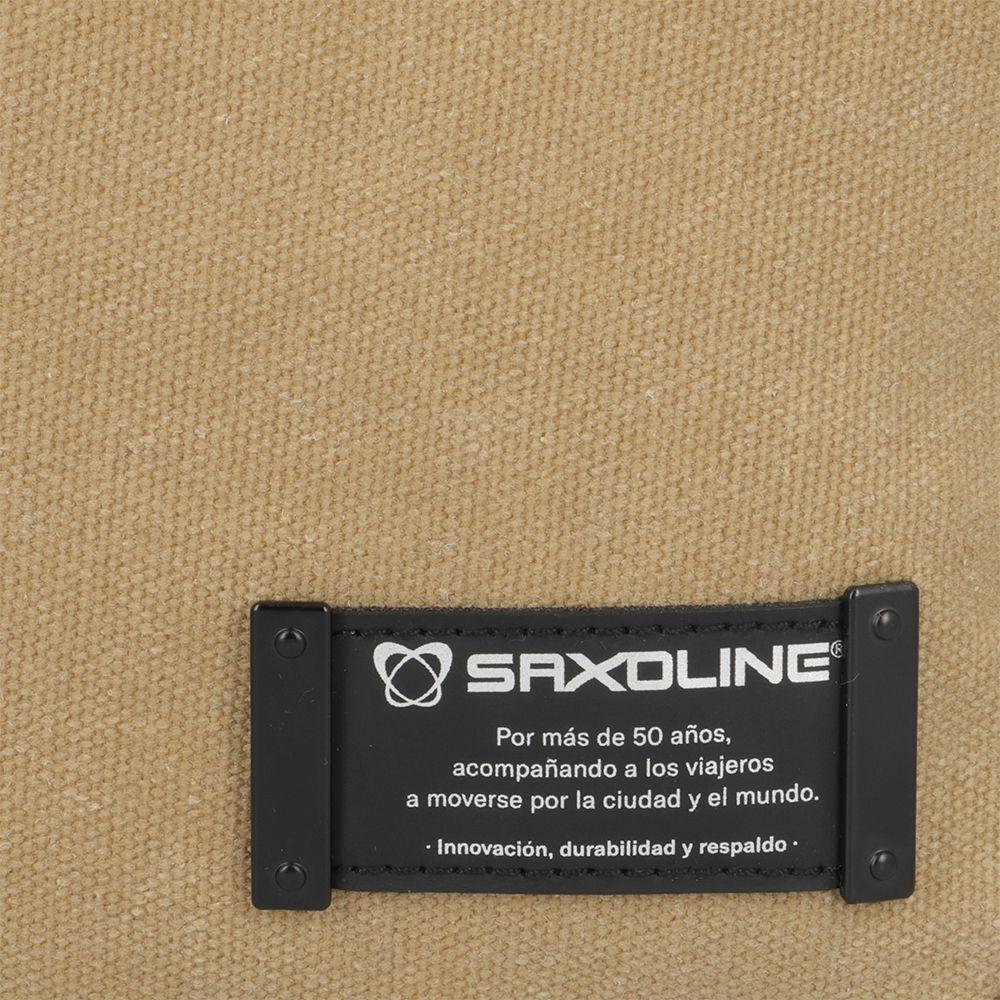 SAXOLINE®
Por más de 50 años,
acompañando a los viajeros
a moverse por la ciudad y el mundo.
· Innovación, durabilidad y respaldo ·